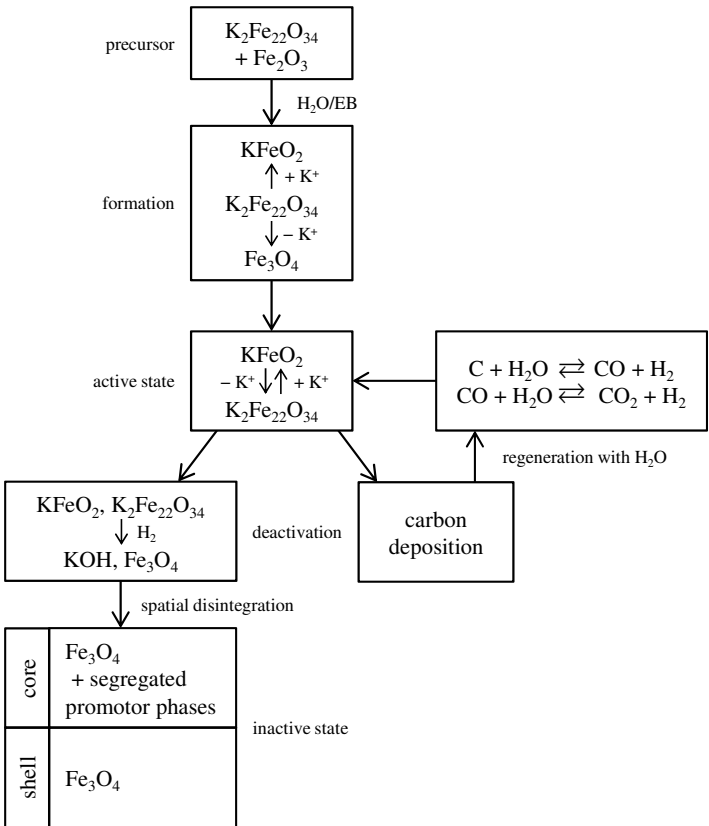 precursor
K₂Fe₂₂O₃₄
+ Fe₂O₃
H₂O/EB
formation
KFeO₂
↑ + K⁺
K₂Fe₂₂O₃₄
↓ − K⁺
Fe₃O₄
active state
KFeO₂
− K⁺ ↓↑ + K⁺
K₂Fe₂₂O₃₄
C + H₂O ⇄ CO + H₂
CO + H₂O ⇄ CO₂ + H₂
regeneration with H₂O
KFeO₂, K₂Fe₂₂O₃₄
↓ H₂
KOH, Fe₃O₄
deactivation
carbon
deposition
spatial disintegration
core
Fe₃O₄
+ segregated
promotor phases
inactive state
shell
Fe₃O₄